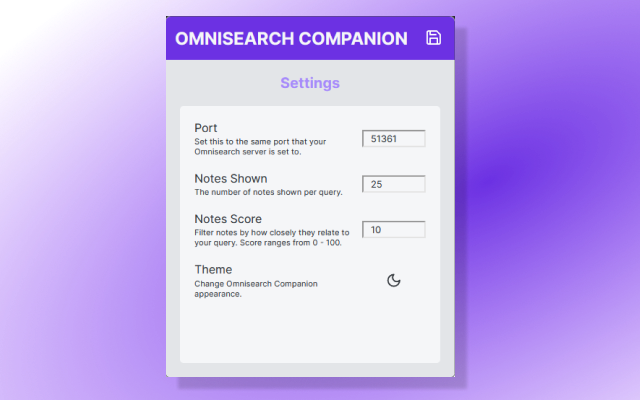 OMNISEARCH COMPANION
Settings
Port
Set this to the same port that your
Omnisearch server is set to.
51361
Notes Shown
The number of notes shown per query.
25
Notes Score
Filter notes by how closely they relate to
your query. Score ranges from 0 - 100.
10
Theme
Change Omnisearch Companion
appearance.